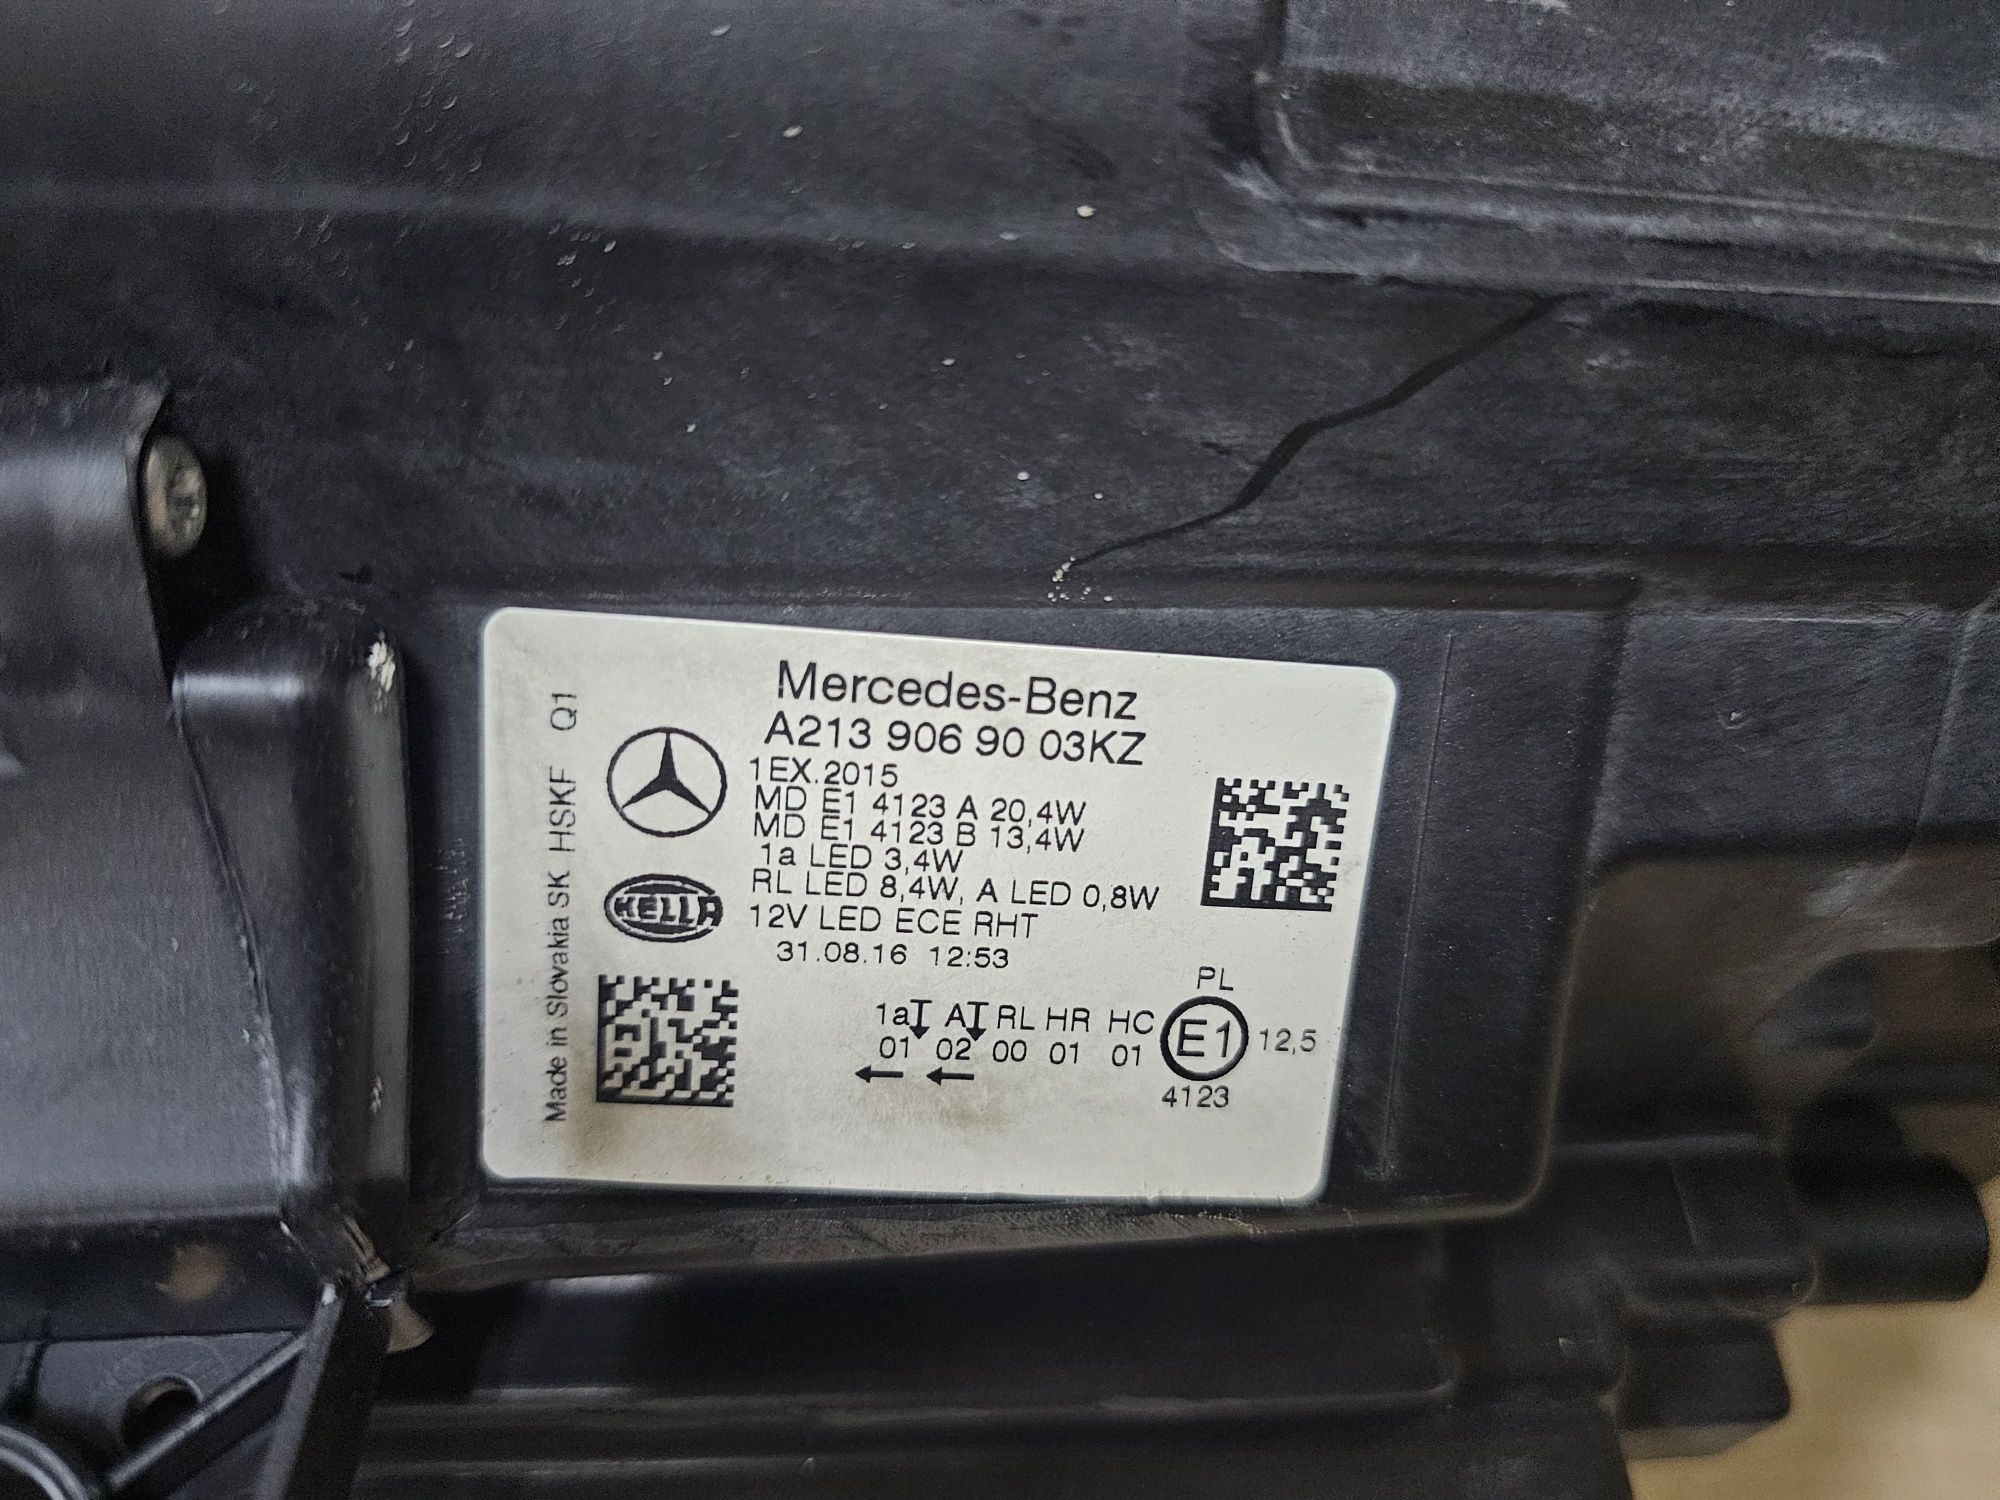 Mercedes-Benz
A213 906 90 03KZ
1EX.2015
MD E1 4123 A 20,4W
MD E1 4123 B 13,4W
1a LED 3,4W
RL LED 8,4W, A LED 0,8W
12V LED ECE RHT
31.08.16 12:53
HELLA
Made in Slovakia SK HSKF Q1
PL
1a A RL HR HC E1 12,5
01 02 00 01 01
4123